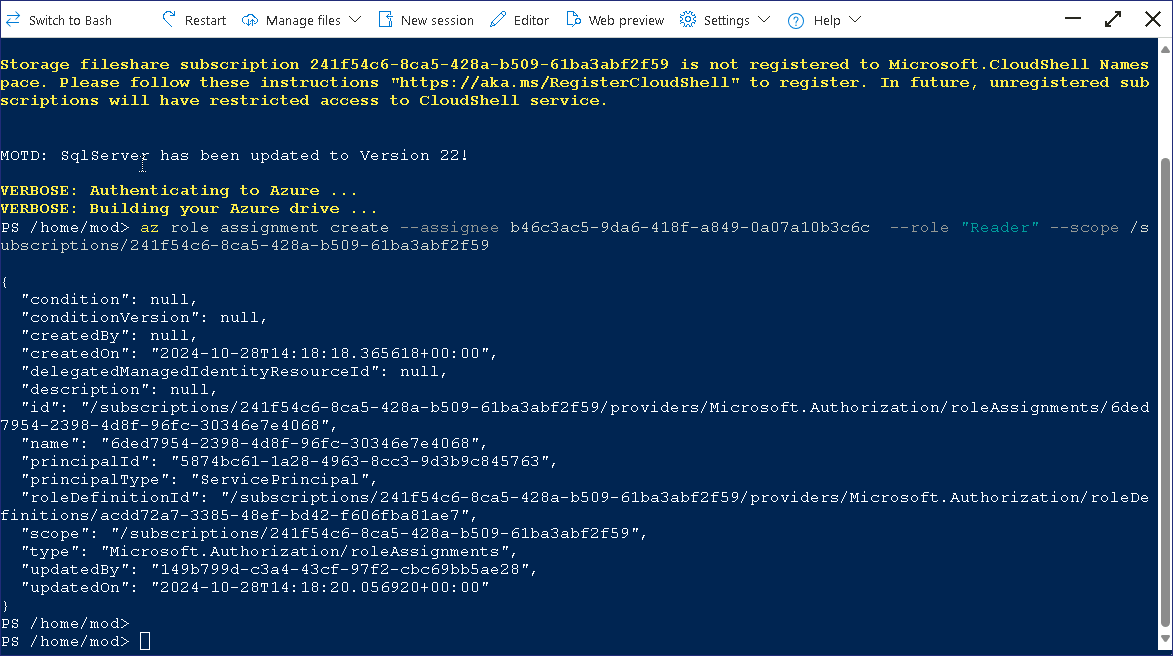 Switch to Bash Restart Manage files New session Editor Web preview Settings Help
Storage fileshare subscription 241f54c6-8ca5-428a-b509-61ba3abf2f59 is not registered to Microsoft.CloudShell Names
pace. Please follow these instructions "https://aka.ms/RegisterCloudShell" to register. In future, unregistered sub
scriptions will have restricted access to CloudShell service.
MOTD: SqlServer has been updated to Version 22!
VERBOSE: Authenticating to Azure ...
VERBOSE: Building your Azure drive ...
PS /home/mod> az role assignment create --assignee b46c3ac5-9da6-418f-a849-0a07a10b3c6c  --role "Reader" --scope /s
ubscriptions/241f54c6-8ca5-428a-b509-61ba3abf2f59
{
  "condition": null,
  "conditionVersion": null,
  "createdBy": null,
  "createdOn": "2024-10-28T14:18:18.365618+00:00",
  "delegatedManagedIdentityResourceId": null,
  "description": null,
  "id": "/subscriptions/241f54c6-8ca5-428a-b509-61ba3abf2f59/providers/Microsoft.Authorization/roleAssignments/6ded
7954-2398-4d8f-96fc-30346e7e4068",
  "name": "6ded7954-2398-4d8f-96fc-30346e7e4068",
  "principalId": "5874bc61-1a28-4963-8cc3-9d3b9c845763",
  "principalType": "ServicePrincipal",
  "roleDefinitionId": "/subscriptions/241f54c6-8ca5-428a-b509-61ba3abf2f59/providers/Microsoft.Authorization/roleDe
finitions/acdd72a7-3385-48ef-bd42-f606fba81ae7",
  "scope": "/subscriptions/241f54c6-8ca5-428a-b509-61ba3abf2f59",
  "type": "Microsoft.Authorization/roleAssignments",
  "updatedBy": "149b799d-c3a4-43cf-97f2-cbc69bb5ae28",
  "updatedOn": "2024-10-28T14:18:20.056920+00:00"
}
PS /home/mod>
PS /home/mod>